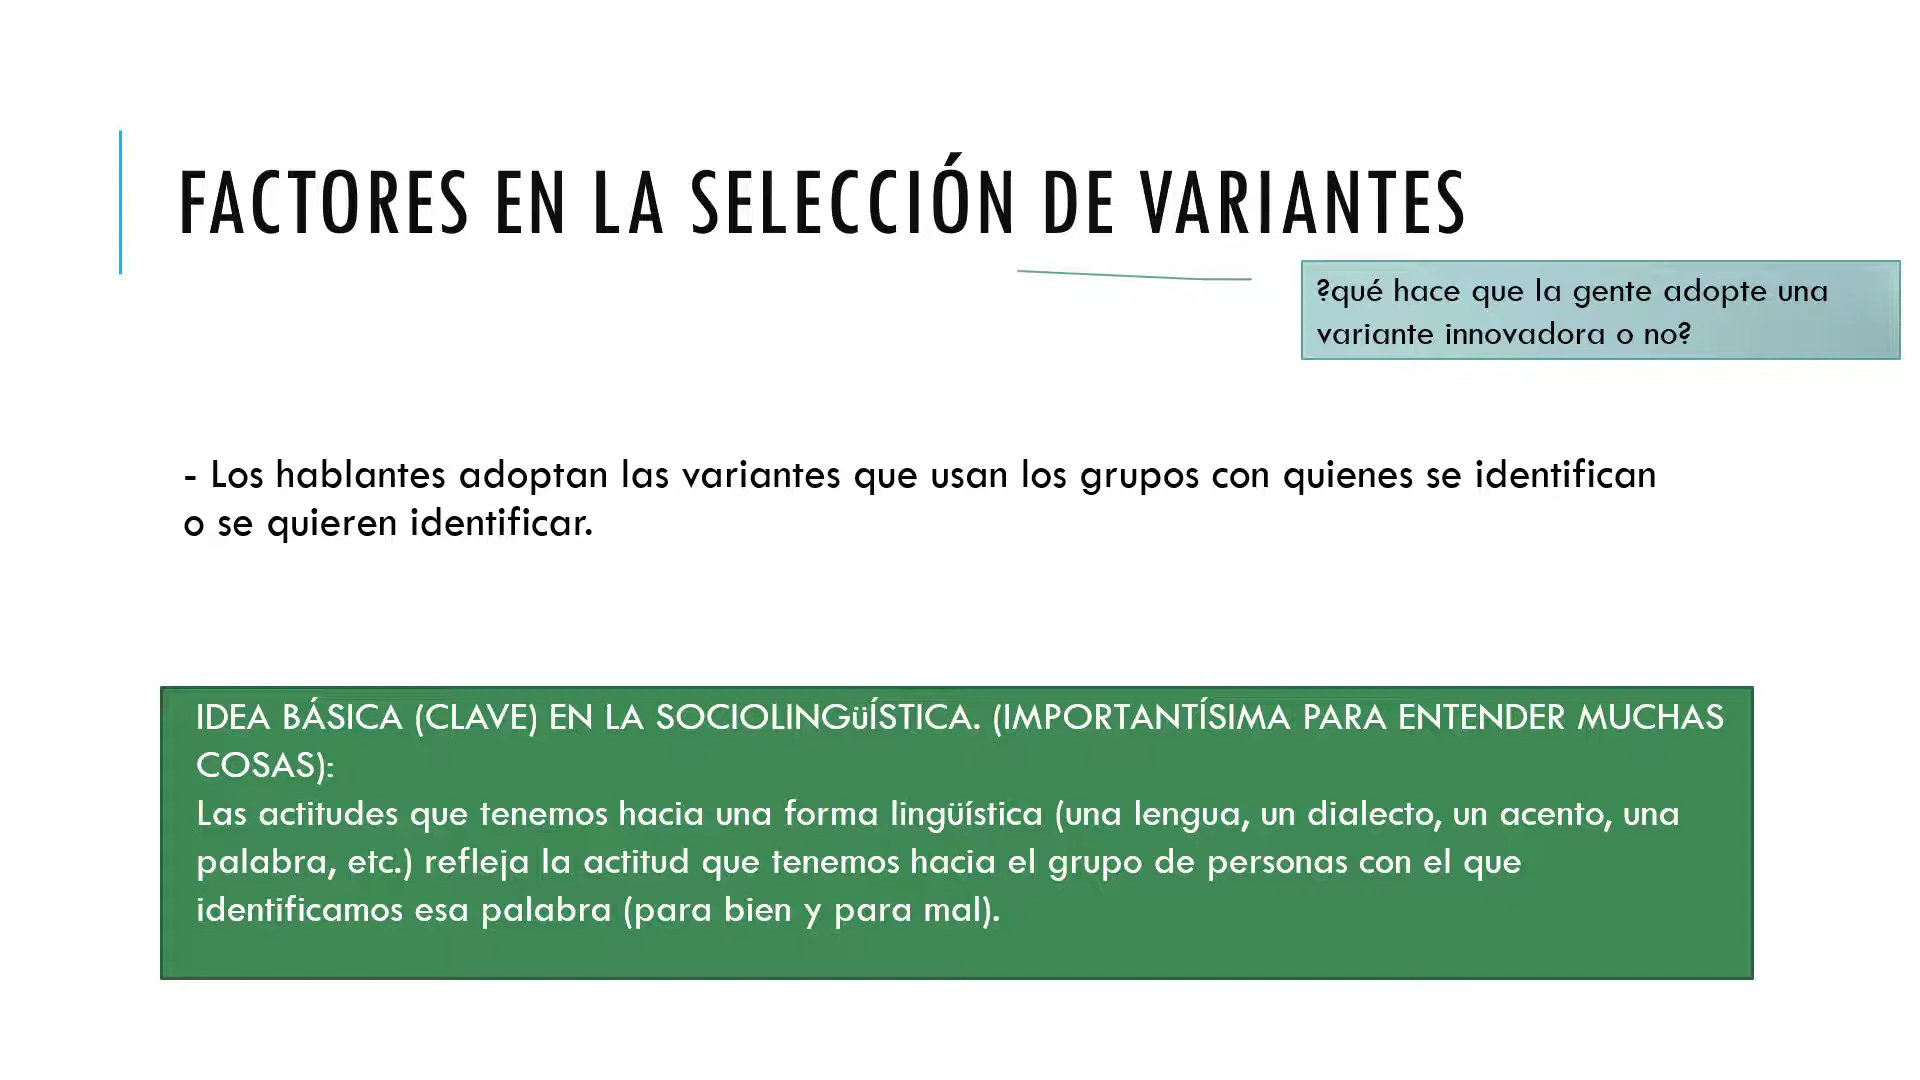 FACTORES EN LA SELECCIÓN DE VARIANTES
?qué hace que la gente adopte una
variante innovadora o no?
- Los hablantes adoptan las variantes que usan los grupos con quienes se identifican
o se quieren identificar.
IDEA BÁSICA (CLAVE) EN LA SOCIOLINGüÍSTICA. (IMPORTANTÍSIMA PARA ENTENDER MUCHAS
COSAS):
Las actitudes que tenemos hacia una forma lingüística (una lengua, un dialecto, un acento, una
palabra, etc.) refleja la actitud que tenemos hacia el grupo de personas con el que
identificamos esa palabra (para bien y para mal).